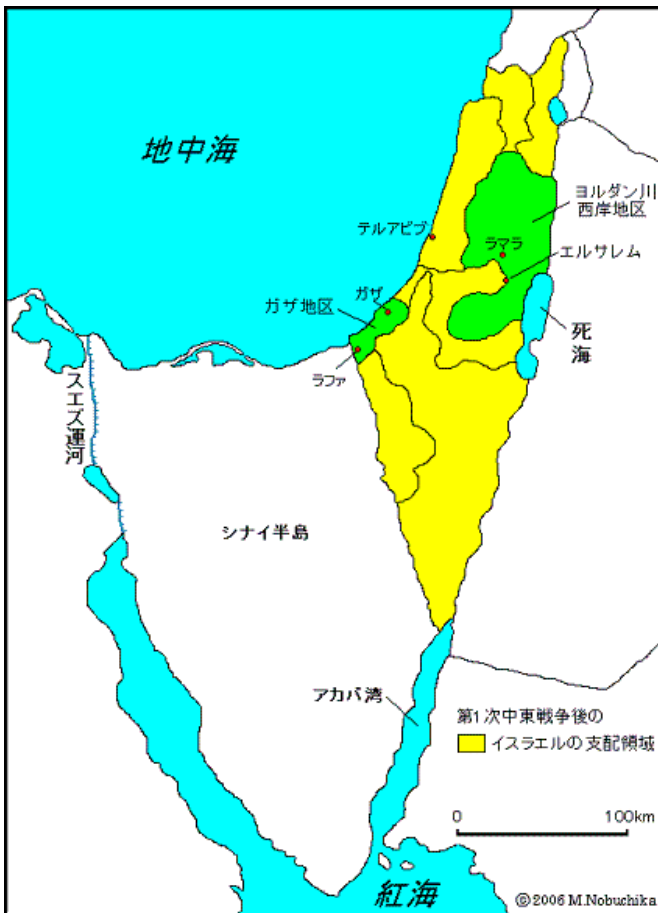 地中海
ヨルダン川
西岸地区
テルアビブ
ラマラ
エルサレム
ガザ
ガザ地区
死海
ラファ
スエズ運河
シナイ半島
アカバ湾
第1次中東戦争後の
イスラエルの支配領域
0 100km
紅海
©2006 M.Nobuchika